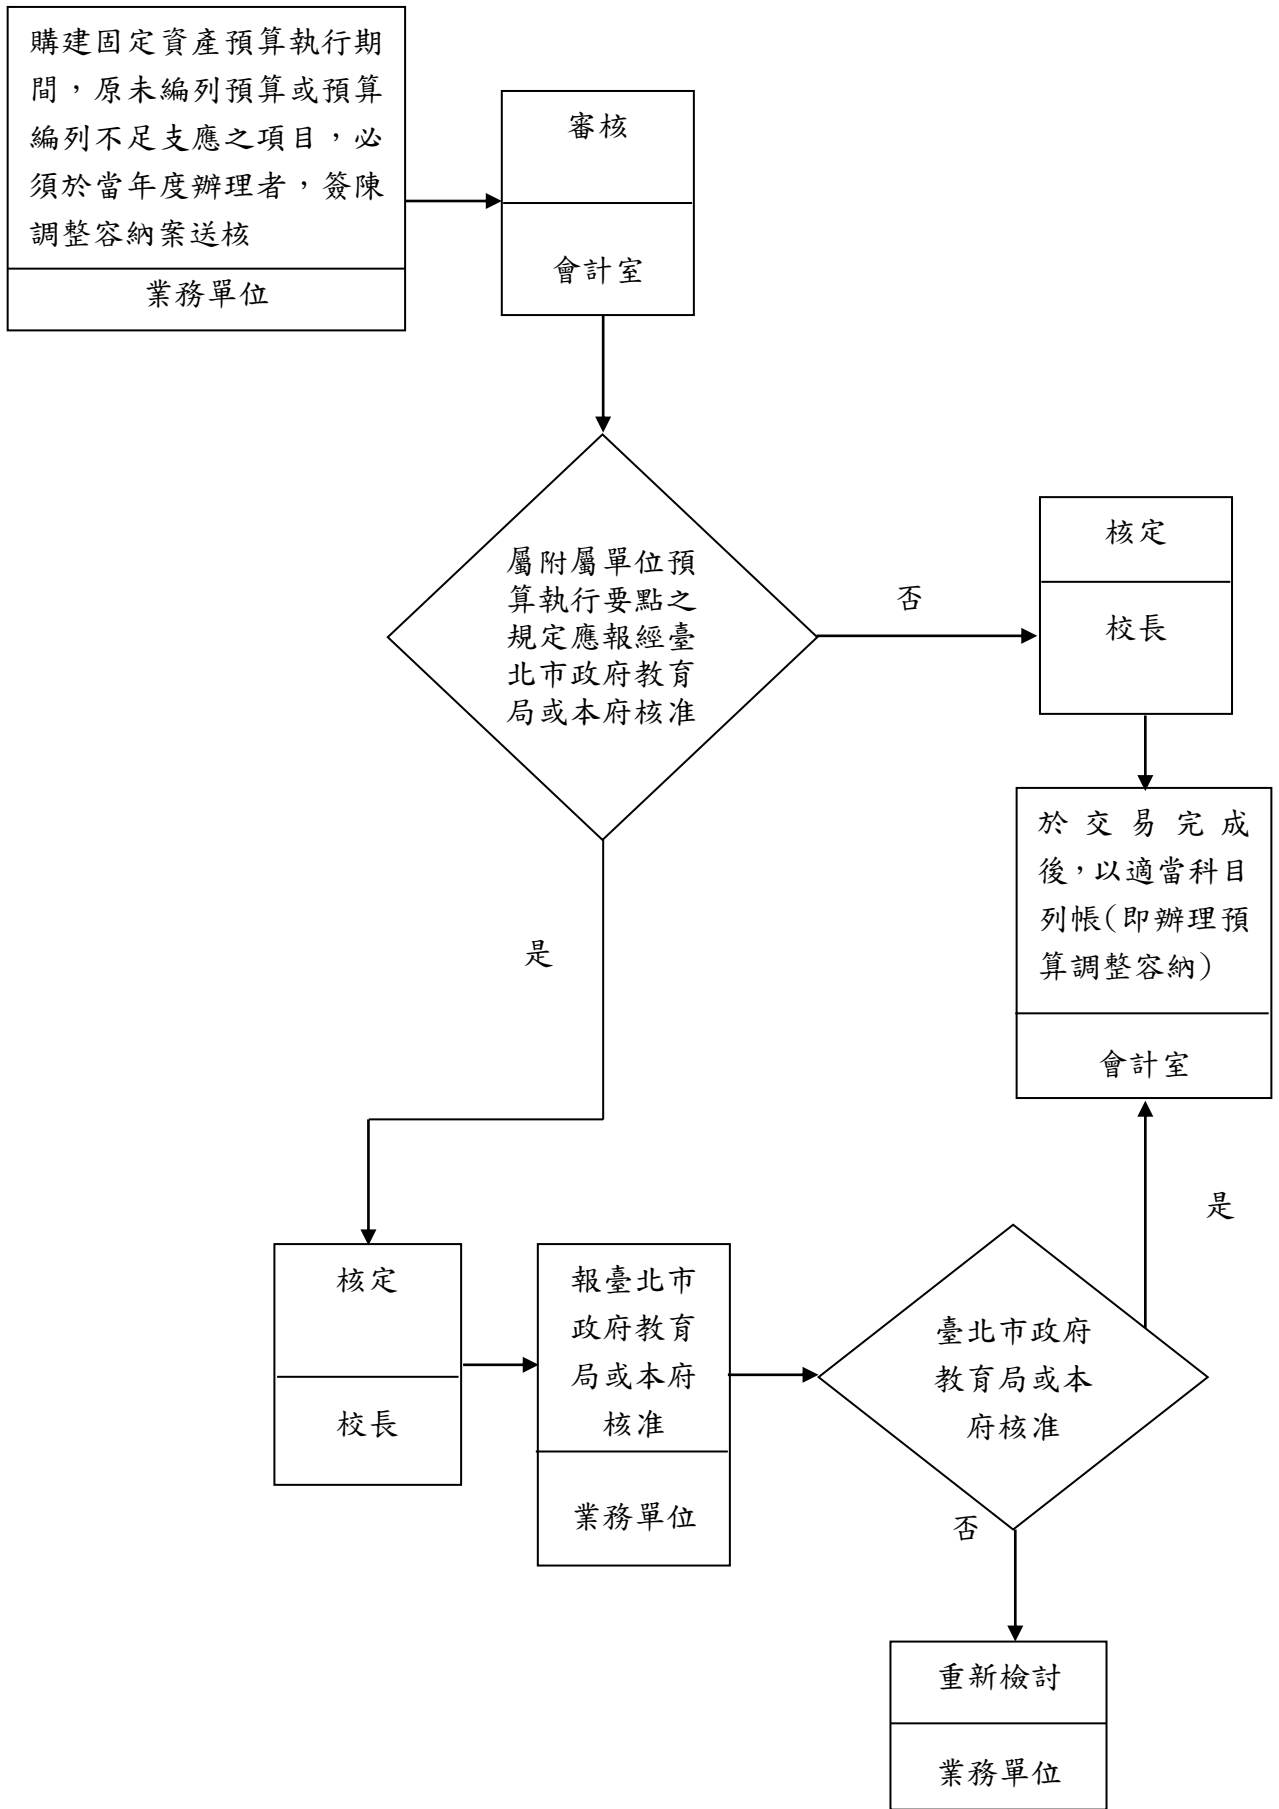 購建固定資產預算執行期
間，原未編列預算或預算
編列不足支應之項目，必
須於當年度辦理者，簽陳
調整容納案送核
業務單位
審核
會計室
屬附屬單位預
算執行要點之
規定應報經臺
北市政府教育
局或本府核准
否
核定
校長
於交易完成
後，以適當科目
列帳(即辦理預
算調整容納)
會計室
是
是
核定
校長
報臺北市
政府教育
局或本府
核准
業務單位
臺北市政府
教育局或本
府核准
否
重新檢討
業務單位